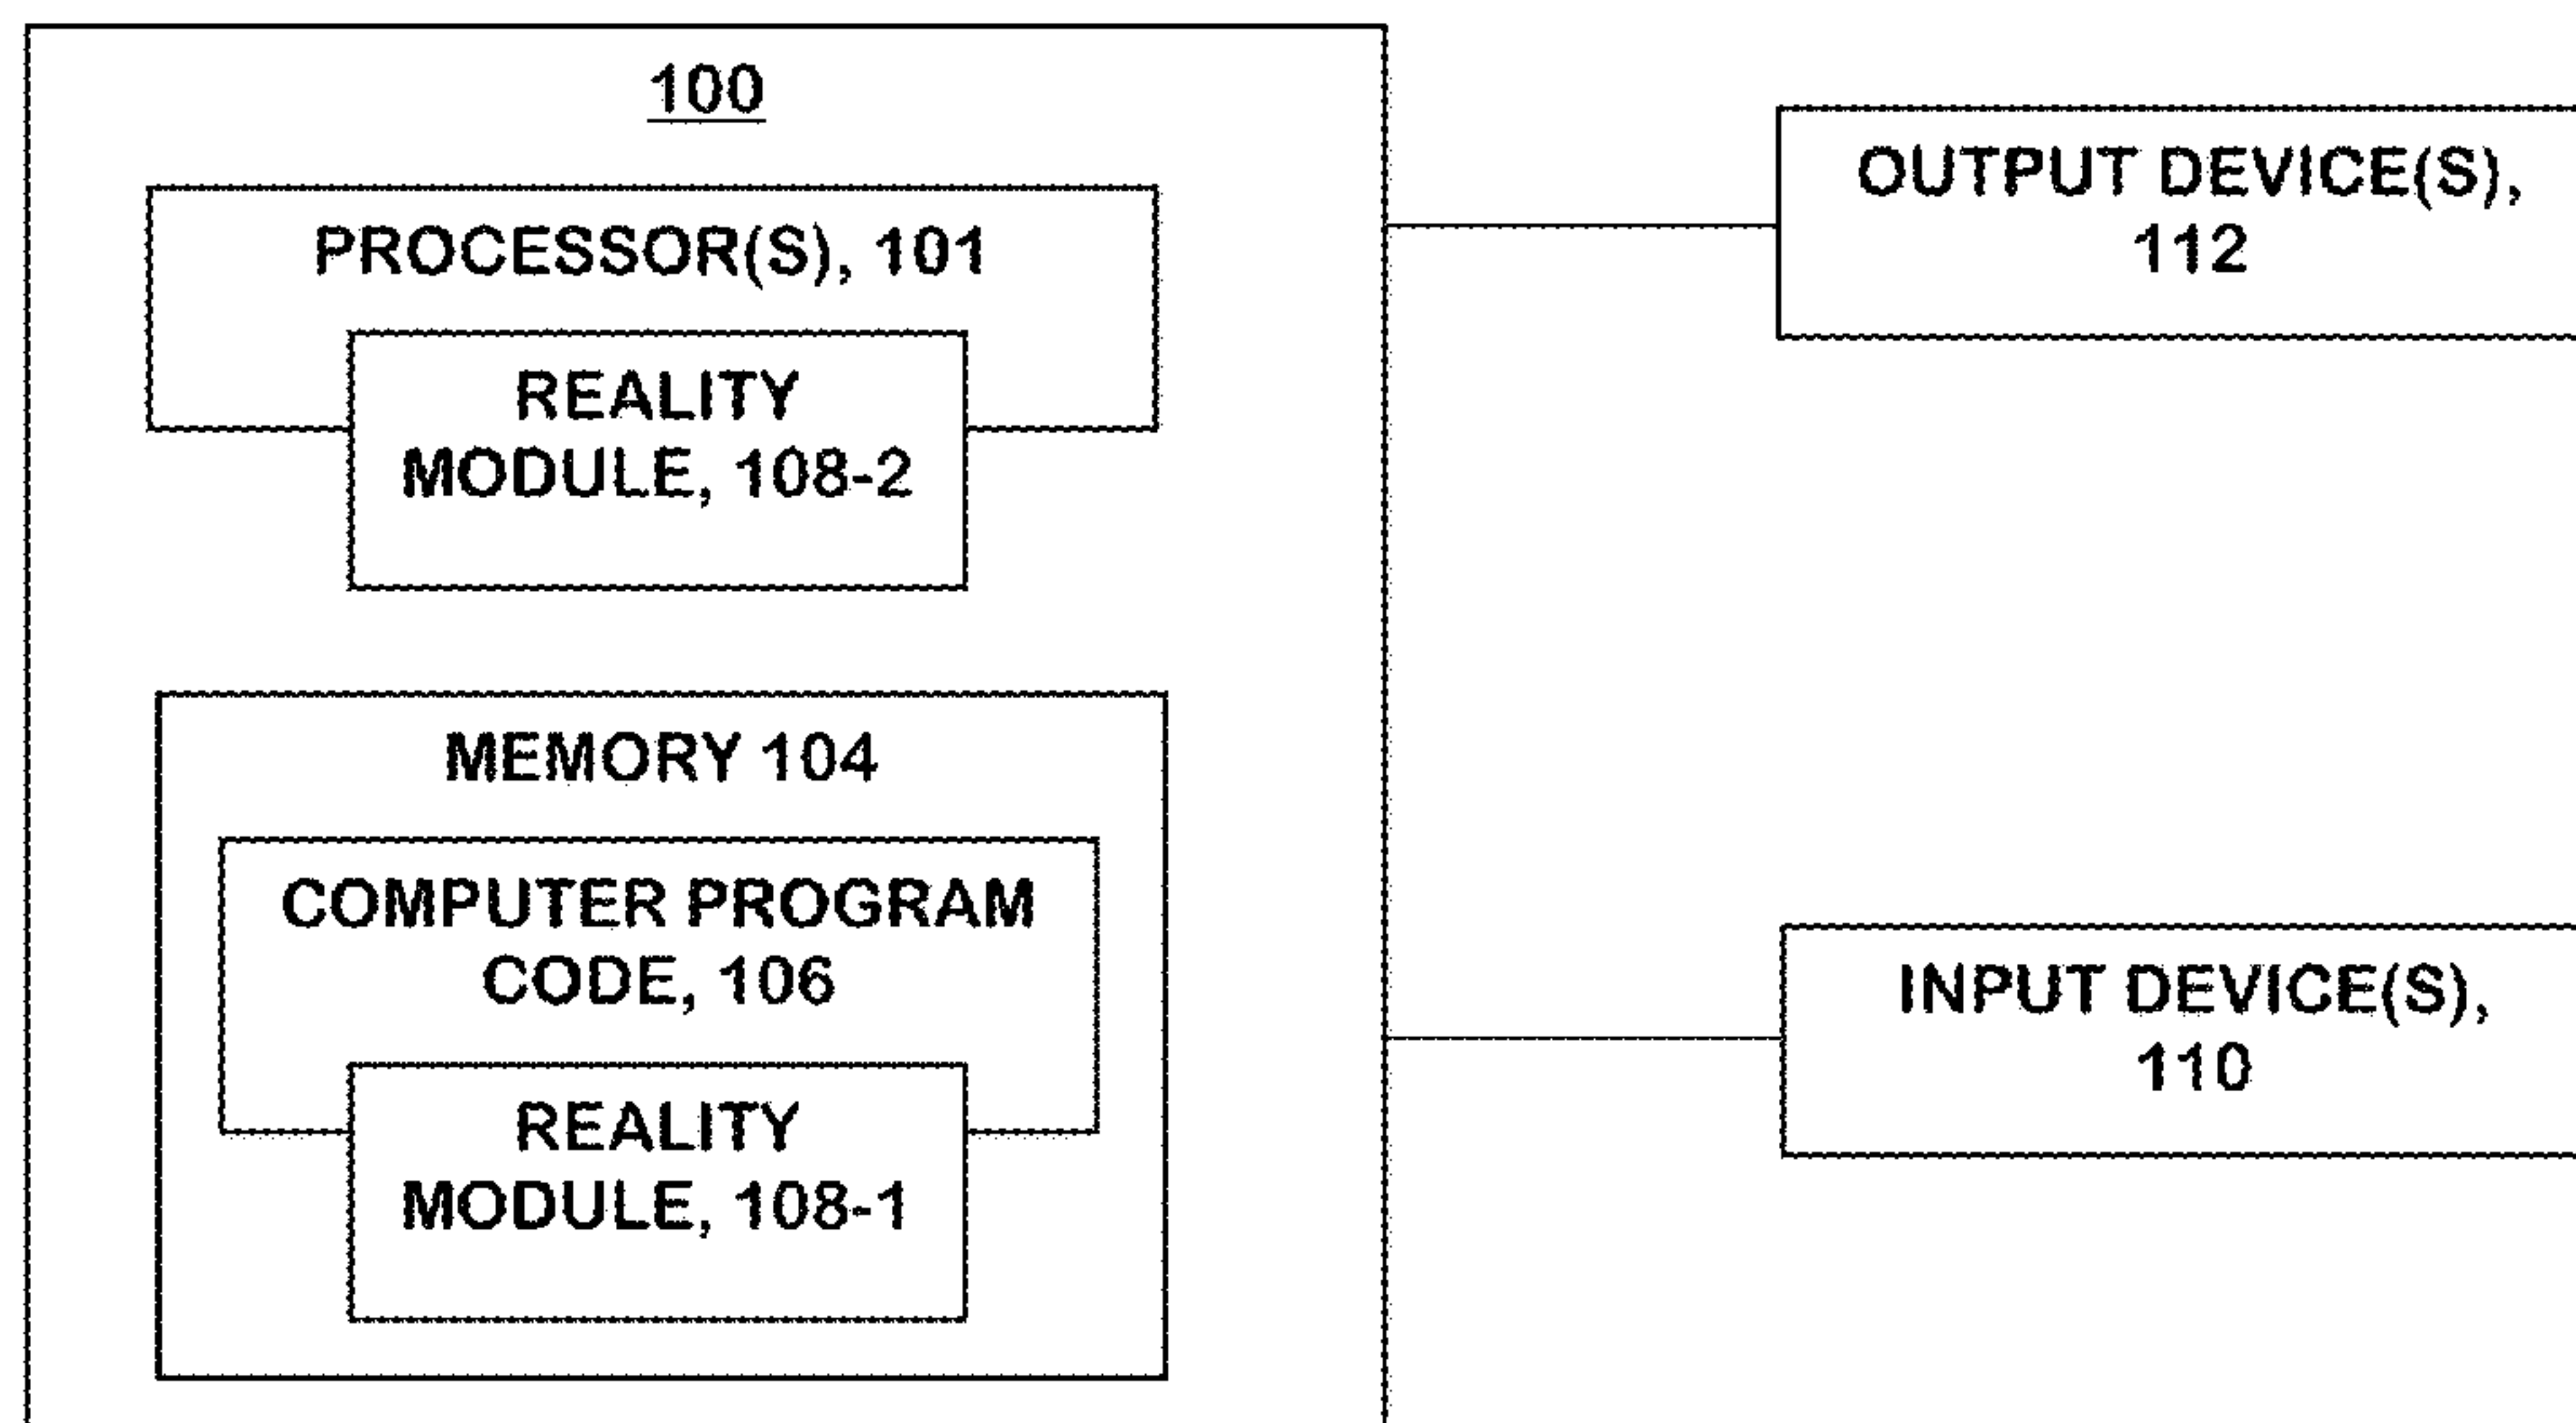 100
PROCESSOR(S), 101
REALITY
MODULE, 108-2
MEMORY 104
COMPUTER PROGRAM
CODE, 106
REALITY
MODULE, 108-1
OUTPUT DEVICE(S),
112
INPUT DEVICE(S),
110